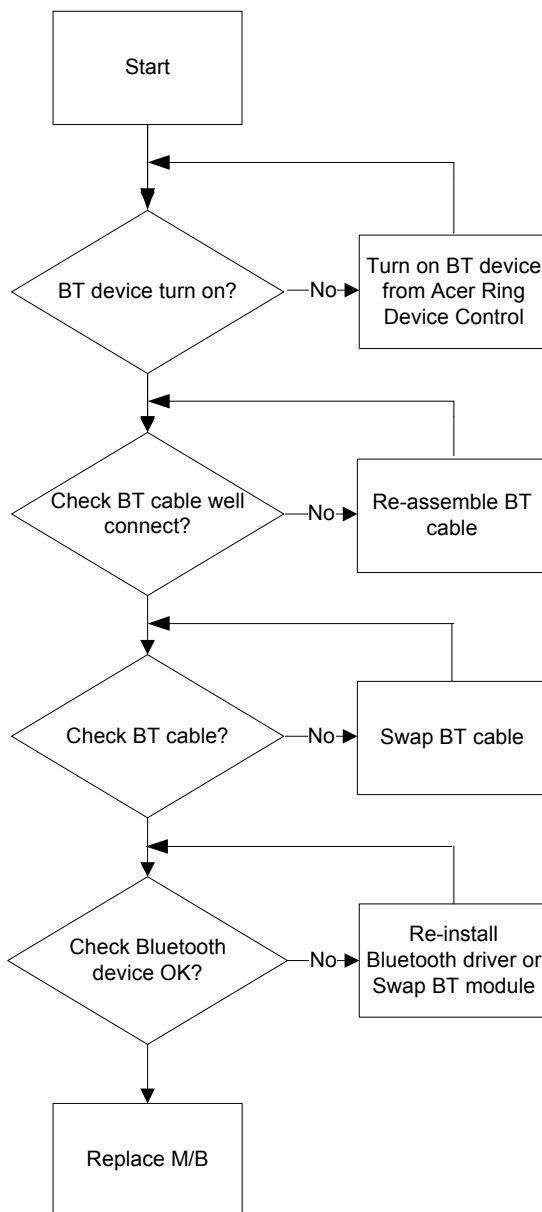 Start
BT device turn on?
No
Turn on BT device
from Acer Ring
Device Control
Check BT cable well
connect?
No
Re-assemble BT
cable
Check BT cable?
No
Swap BT cable
Check Bluetooth
device OK?
No
Re-install
Bluetooth driver or
Swap BT module
Replace M/B